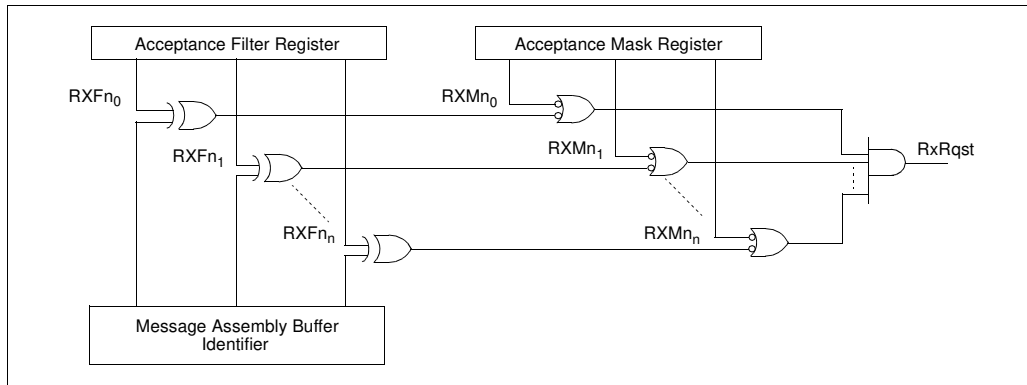 Acceptance Filter Register
Acceptance Mask Register
RXFn0
RXMn0
RXFn1
RXMn1
RxRqst
RXFnn
RXMnn
Message Assembly Buffer
Identifier